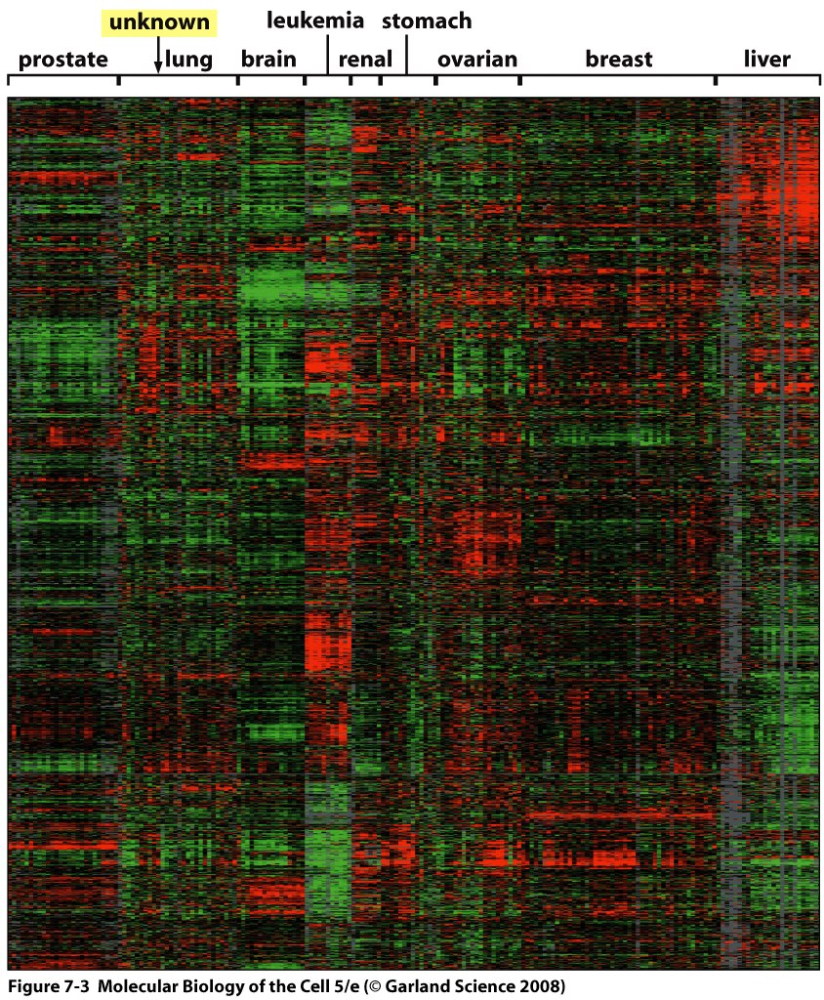 unknown
leukemia stomach
prostate lung brain renal ovarian breast liver
Figure 7-3 Molecular Biology of the Cell 5/e (© Garland Science 2008)